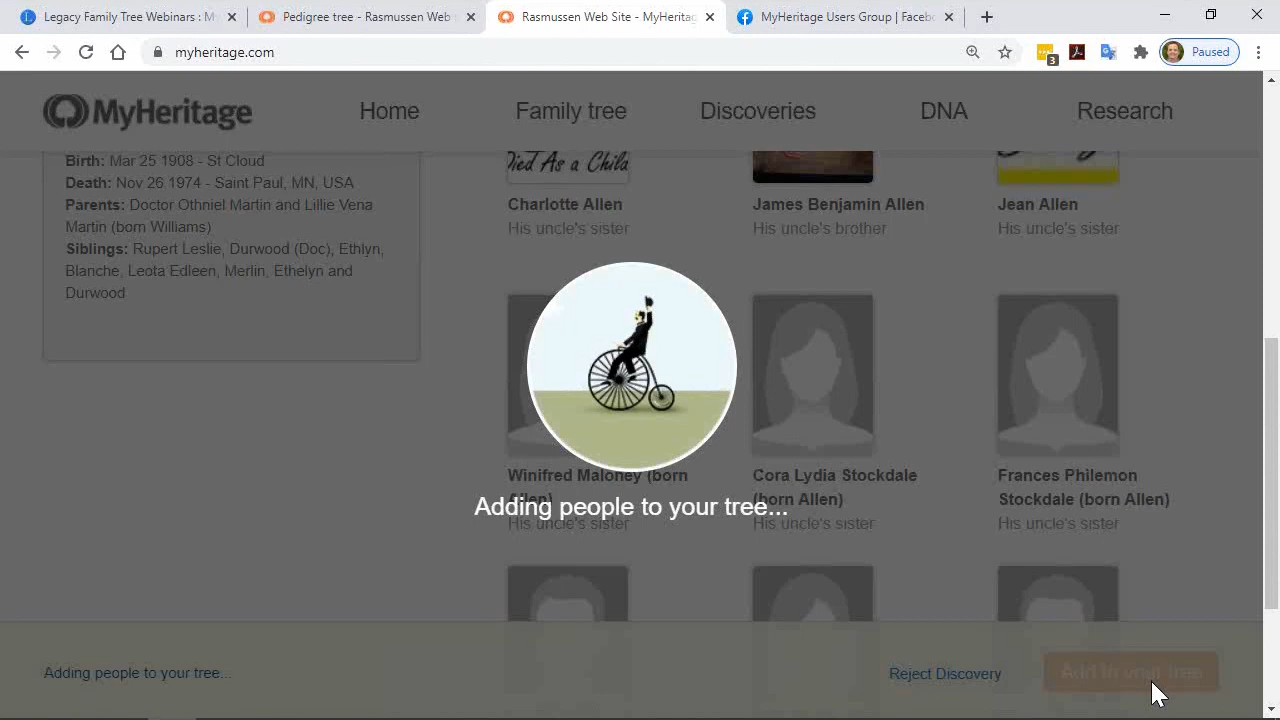 Legacy Family Tree Webinars : M
Pedigree tree - Rasmussen Web
Rasmussen Web Site - MyHeritag
MyHeritage Users Group | Faceb
myheritage.com
3
Paused
MyHeritage
Home
Family tree
Discoveries
DNA
Research
Birth: Mar 25 1908 - St Cloud
Death: Nov 26 1974 - Saint Paul, MN, USA
Parents: Doctor Othniel Martin and Lillie Vena
Martin (born Williams)
Siblings: Rupert Leslie, Durwood (Doc), Ethlyn,
Blanche, Leota Edleen, Merlin, Ethelyn and
Durwood
Died As a Child
Charlotte Allen
His uncle's sister
James Benjamin Allen
His uncle's brother
Jean Allen
His uncle's sister
Winifred Maloney (born
Allen)
His uncle's sister
Cora Lydia Stockdale
(born Allen)
His uncle's sister
Frances Philemon
Stockdale (born Allen)
His uncle's sister
Adding people to your tree...
Adding people to your tree...
Reject Discovery
Add to your tree